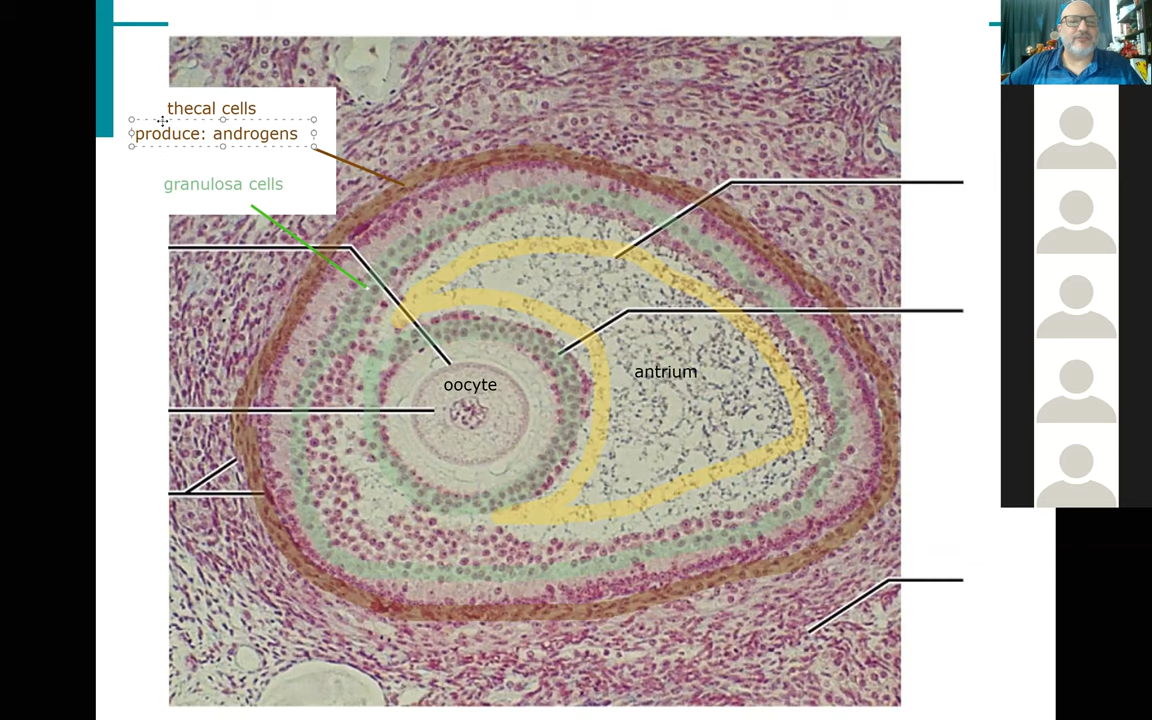 thecal cells
produce: androgens
granulosa cells
oocyte
antrium